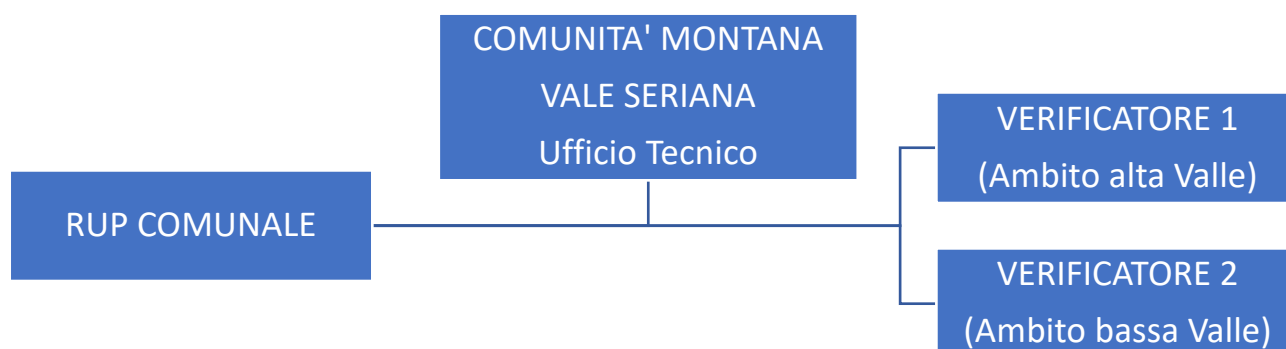 COMUNITA' MONTANA
VALE SERIANA
Ufficio Tecnico
RUP COMUNALE
VERIFICATORE 1
(Ambito alta Valle)
VERIFICATORE 2
(Ambito bassa Valle)